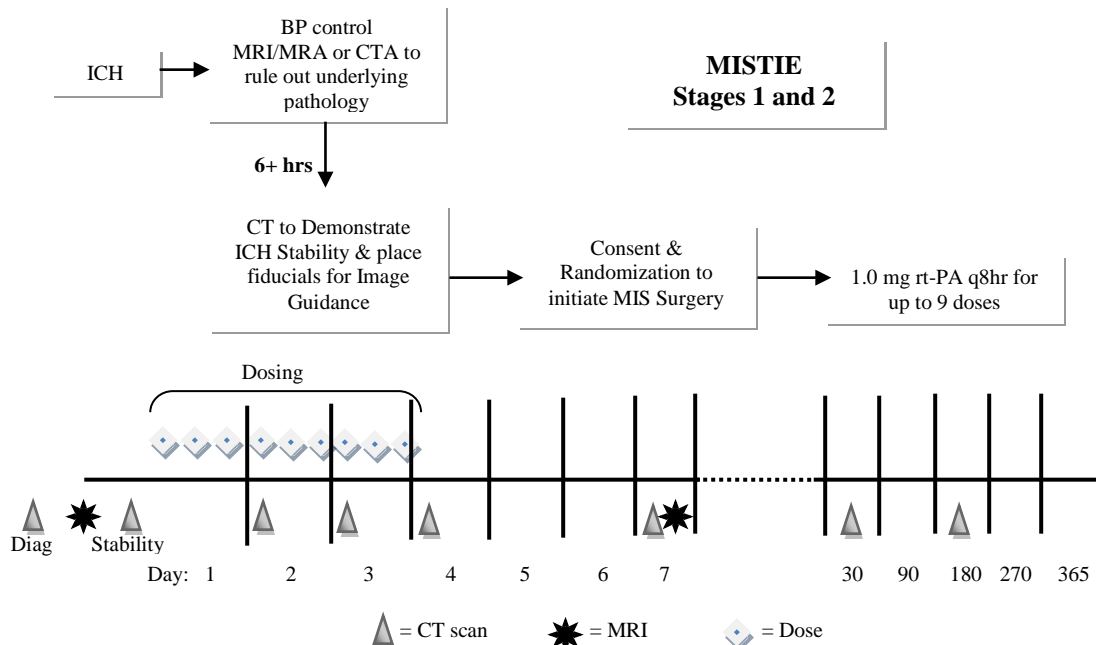 BP control
MRI/MRA or CTA to
rule out underlying
pathology
ICH
MISTIE
Stages 1 and 2
6+ hrs
CT to Demonstrate
ICH Stability & place
fiducials for Image
Guidance
Consent &
Randomization to
initiate MIS Surgery
1.0 mg rt-PA q8hr for
up to 9 doses
Dosing
Diag Stability
Day: 1 2 3 4 5 6 7 30 90 180 270 365
= CT scan = MRI = Dose